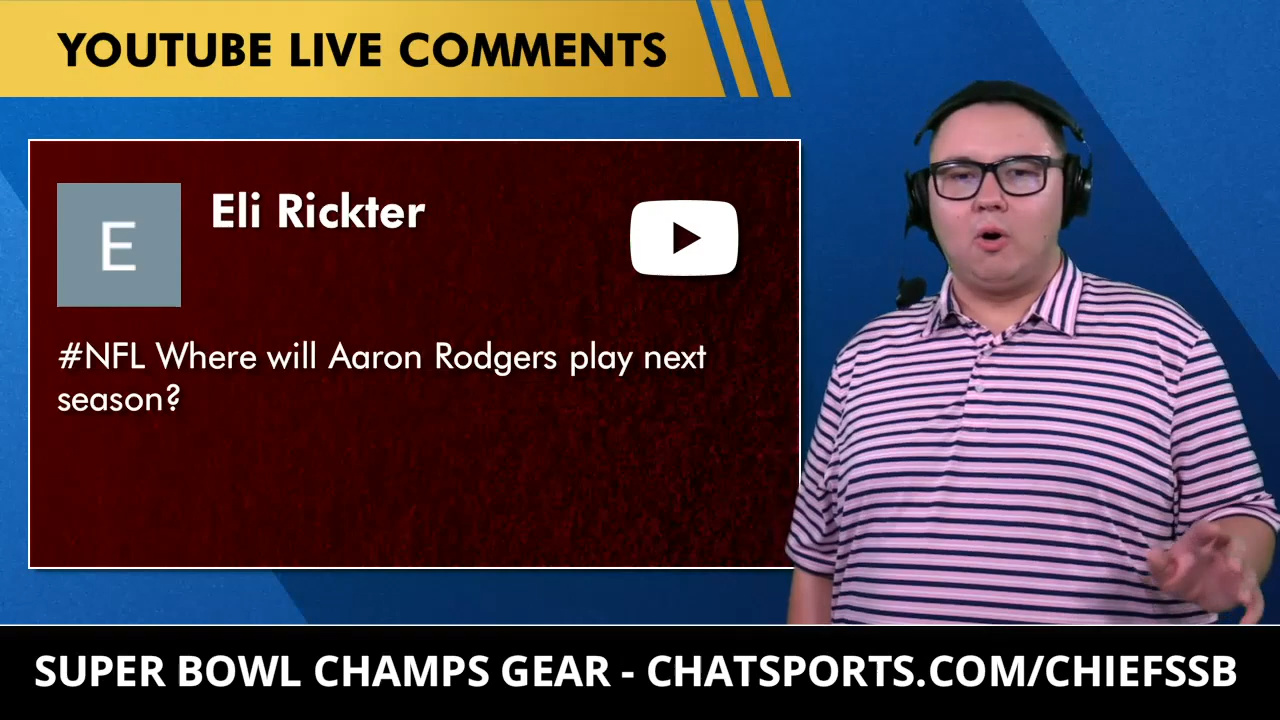 YOUTUBE LIVE COMMENTS
E
Eli Rickter
#NFL Where will Aaron Rodgers play next
season?
SUPER BOWL CHAMPS GEAR - CHATSPORTS.COM/CHIEFSSB